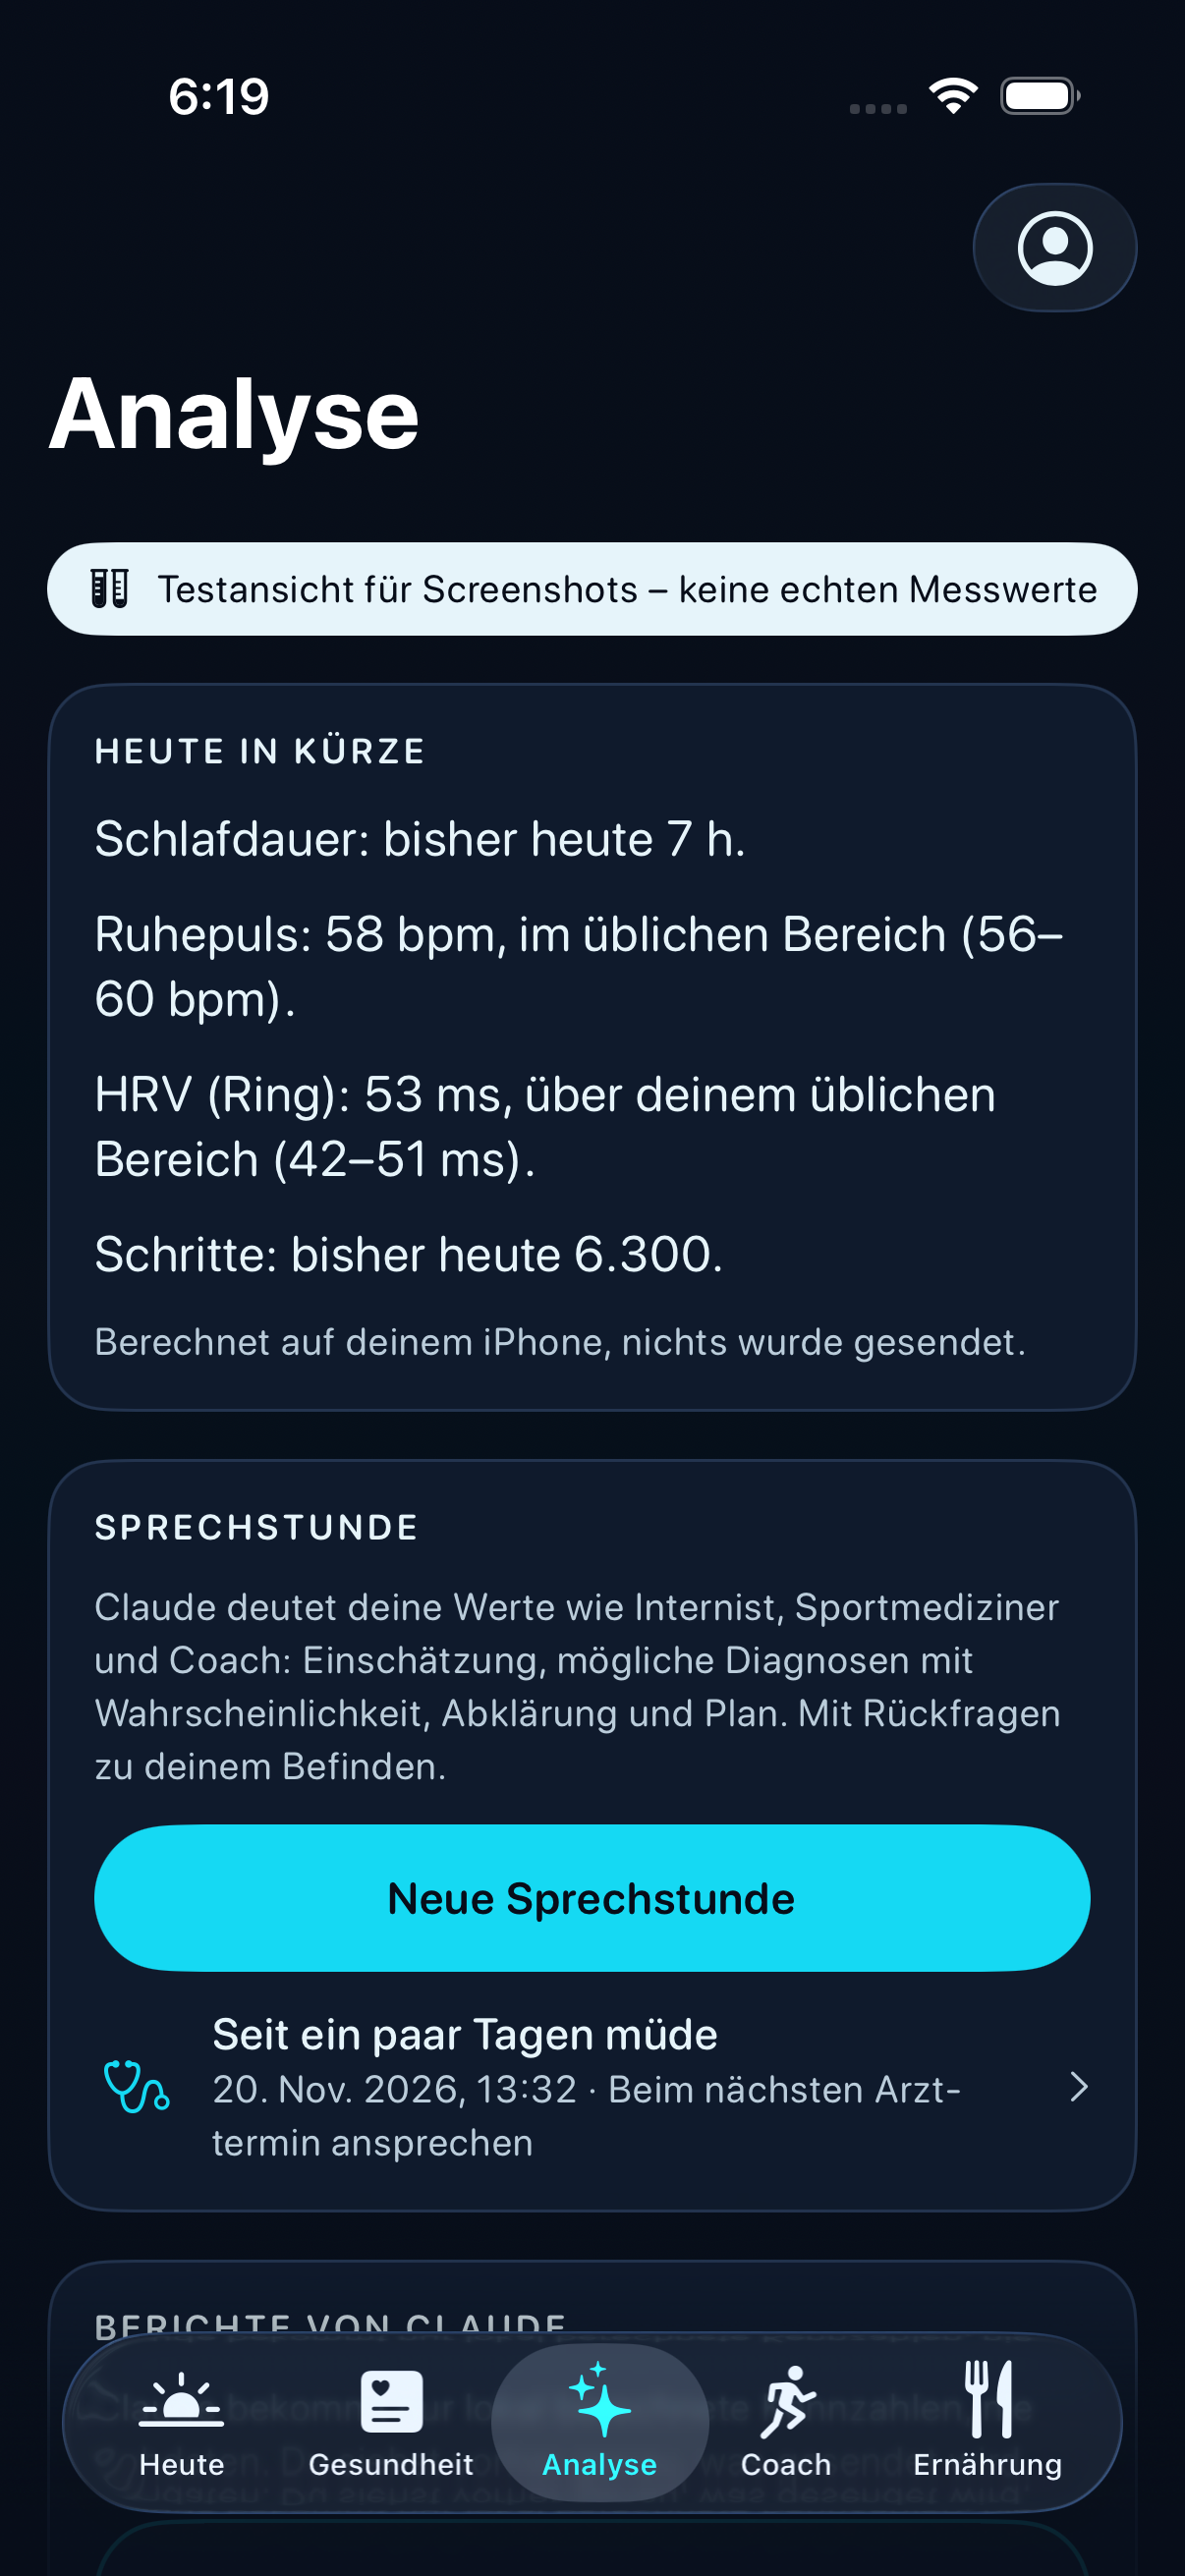 6:19
Analyse
Testansicht für Screenshots – keine echten Messwerte
HEUTE IN KÜRZE
Schlafdauer: bisher heute 7 h.
Ruhepuls: 58 bpm, im üblichen Bereich (56–
60 bpm).
HRV (Ring): 53 ms, über deinem üblichen
Bereich (42–51 ms).
Schritte: bisher heute 6.300.
Berechnet auf deinem iPhone, nichts wurde gesendet.
SPRECHSTUNDE
Claude deutet deine Werte wie Internist, Sportmediziner
und Coach: Einschätzung, mögliche Diagnosen mit
Wahrscheinlichkeit, Abklärung und Plan. Mit Rückfragen
zu deinem Befinden.
Neue Sprechstunde
Seit ein paar Tagen müde
20. Nov. 2026, 13:32 · Beim nächsten Arzt-
termin ansprechen
BERICHTE VON CLAUDE
Heute
Gesundheit
Analyse
Coach
Ernährung